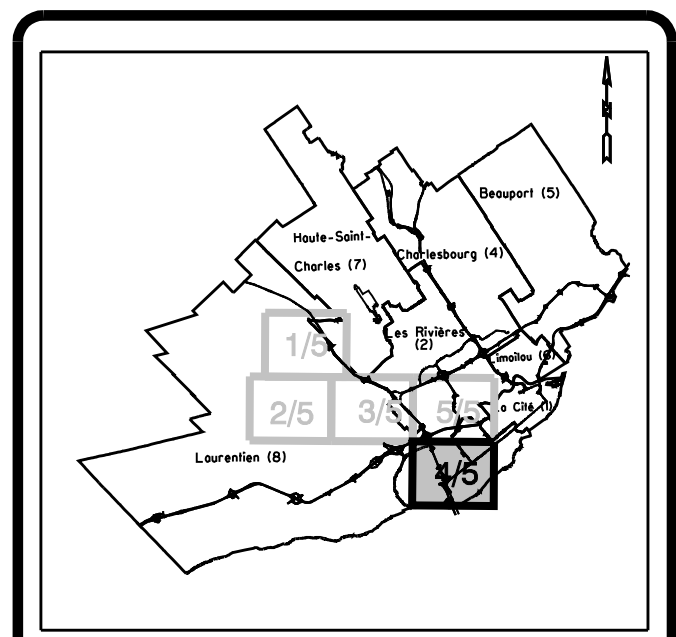 N
Beauport (5)
Haute-Saint-
Charles (7)
Charlesbourg (4)
Les Rivières
(2)
1/5
Limoilou (6)
2/5
3/5
5/5
La Cité (1)
Laurentien (8)
4/5